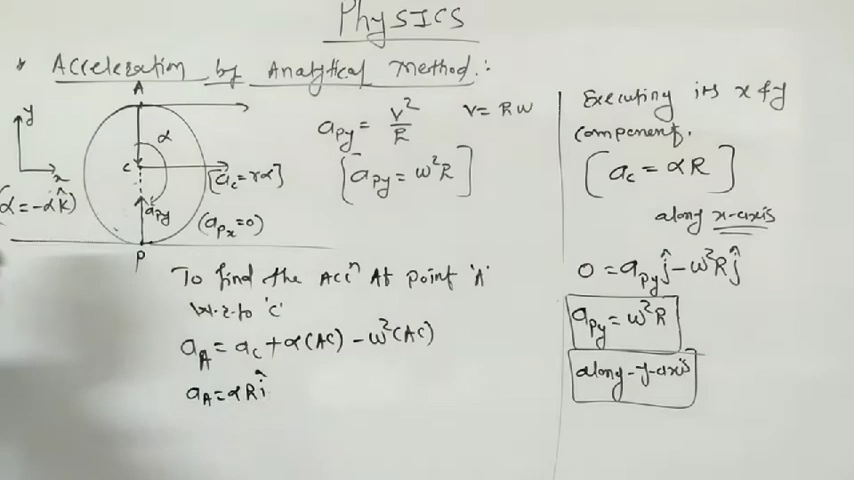 PhysICS
* Acceleration by Analytical Method :
A
y
x
α
C
[a_c = rα]
(α = -αk̂)
a_Py
(a_Px = 0)
P
a_Py = v²/R v = Rω
[a_Py = ω²R]
To find the Accⁿ At point 'A'
w.r.to 'C'
a_A = a_c + α(AC) - ω²(AC)
a_A = αR î
Executing its x & y
component.
[a_c = αR]
along x-axis
0 = a_Py ĵ - ω²R ĵ
a_Py = ω²R
along-y-axis